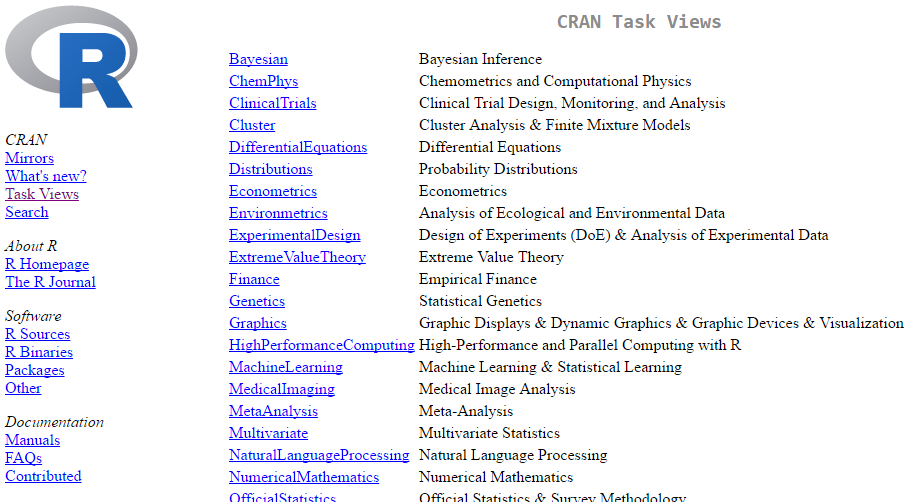 R
CRAN
Mirrors
What's new?
Task Views
Search
About R
R Homepage
The R Journal
Software
R Sources
R Binaries
Packages
Other
Documentation
Manuals
FAQs
Contributed
CRAN Task Views
Bayesian Bayesian Inference
ChemPhys Chemometrics and Computational Physics
ClinicalTrials Clinical Trial Design, Monitoring, and Analysis
Cluster Cluster Analysis & Finite Mixture Models
DifferentialEquations Differential Equations
Distributions Probability Distributions
Econometrics Econometrics
Environmetrics Analysis of Ecological and Environmental Data
ExperimentalDesign Design of Experiments (DoE) & Analysis of Experimental Data
ExtremeValueTheory Extreme Value Theory
Finance Empirical Finance
Genetics Statistical Genetics
Graphics Graphic Displays & Dynamic Graphics & Graphic Devices & Visualization
HighPerformanceComputing High-Performance and Parallel Computing with R
MachineLearning Machine Learning & Statistical Learning
MedicalImaging Medical Image Analysis
MetaAnalysis Meta-Analysis
Multivariate Multivariate Statistics
NaturalLanguageProcessing Natural Language Processing
NumericalMathematics Numerical Mathematics
OfficialStatistics Official Statistics & Survey Methodology